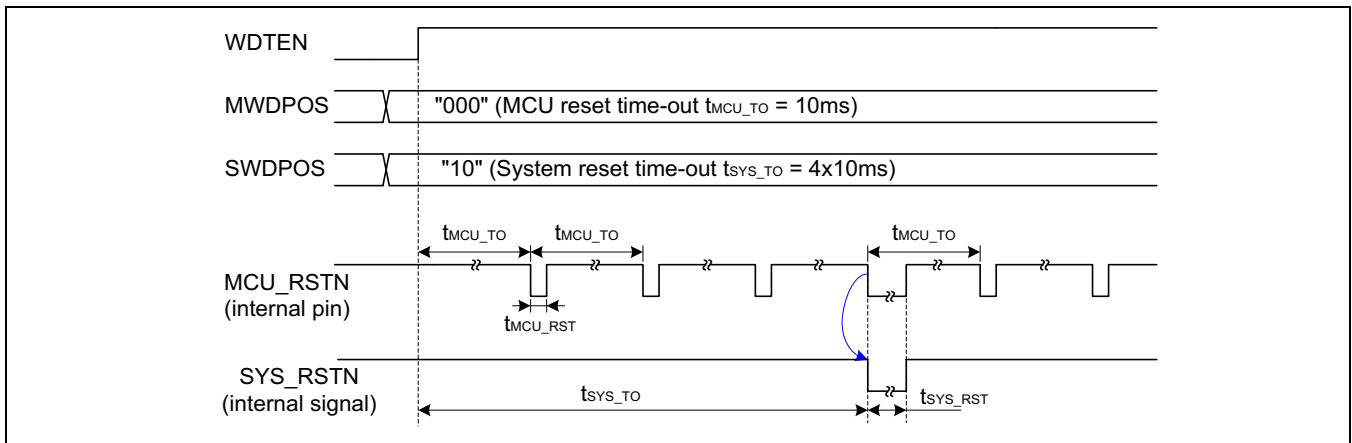 WDTEN
MWDPOS
"000" (MCU reset time-out tMCU_TO = 10ms)
SWDPOS
"10" (System reset time-out tSYS_TO = 4x10ms)
tMCU_TO
tMCU_TO
tMCU_TO
MCU_RSTN
(internal pin)
tMCU_RST
SYS_RSTN
(internal signal)
tSYS_TO
tSYS_RST